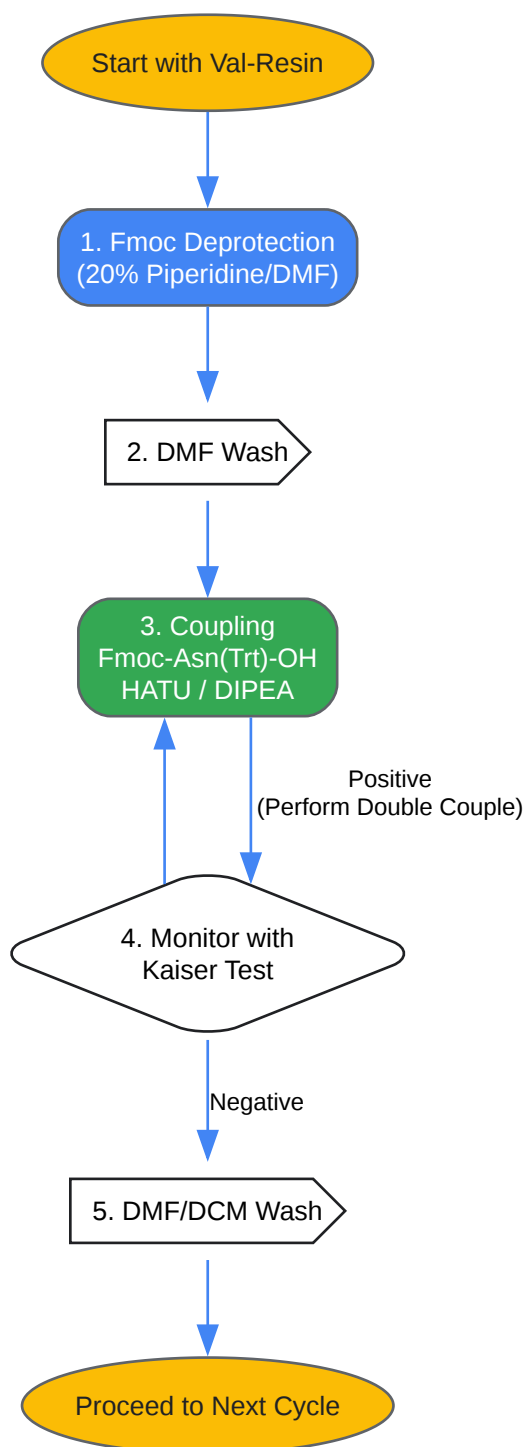 Start with Val-Resin
1. Fmoc Deprotection
(20% Piperidine/DMF)
2. DMF Wash
3. Coupling
Fmoc-Asn(Trt)-OH
HATU / DIPEA
Positive
(Perform Double Couple)
4. Monitor with
Kaiser Test
Negative
5. DMF/DCM Wash
Proceed to Next Cycle